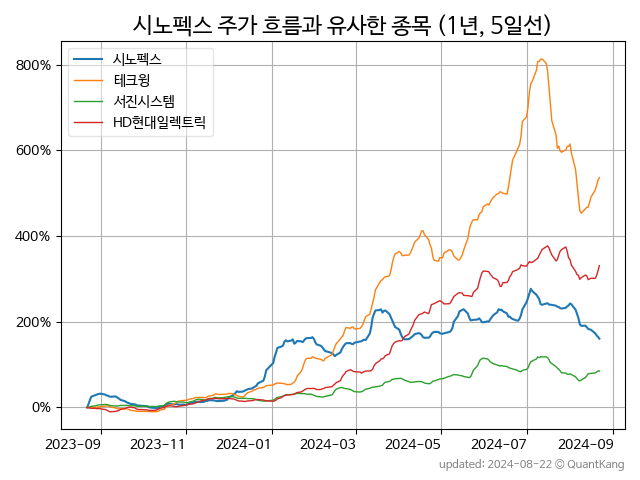 시노펙스 주가 흐름과 유사한 종목 (1년, 5일선)
시노펙스
테크윙
서진시스템
HD현대일렉트릭
800%
600%
400%
200%
0%
2023-09 2023-11 2024-01 2024-03 2024-05 2024-07 2024-09
updated: 2024-08-22 ⓒ QuantKang